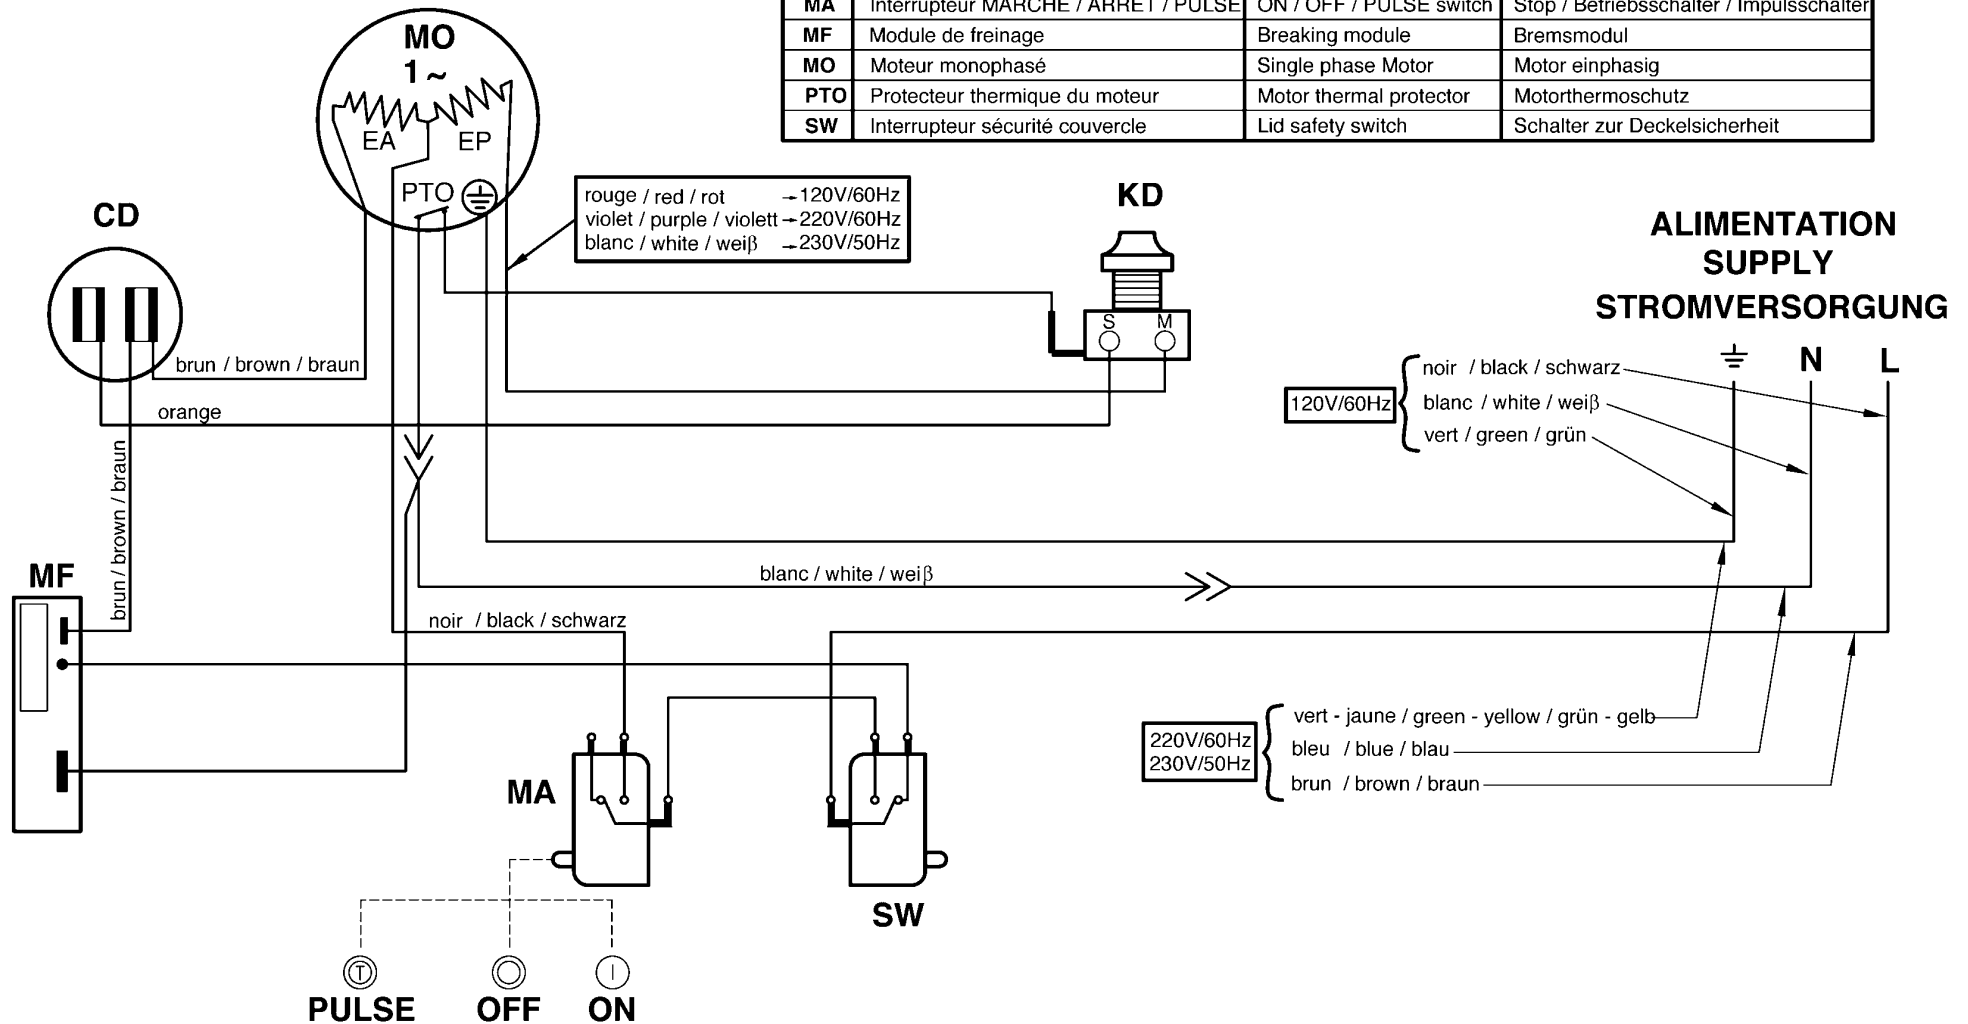 MA Interrupteur MARCHE / ARRET / PULSE ON / OFF / PULSE switch Stop / Betriebsschalter / Impulsschalter
MF Module de freinage Breaking module Bremsmodul
MO Moteur monophasé Single phase Motor Motor einphasig
PTO Protecteur thermique du moteur Motor thermal protector Motorthermoschutz
SW Interrupteur sécurité couvercle Lid safety switch Schalter zur Deckelsicherheit
MO
1 ~
EA EP
PTO
rouge / red / rot → 120V/60Hz
violet / purple / violett → 220V/60Hz
blanc / white / weiβ → 230V/50Hz
CD
KD
S M
ALIMENTATION
SUPPLY
STROMVERSORGUNG
N L
brun / brown / braun
orange
120V/60Hz
noir / black / schwarz
blanc / white / weiβ
vert / green / grün
brun / brown / braun
MF
blanc / white / weiβ
noir / black / schwarz
220V/60Hz
230V/50Hz
vert - jaune / green - yellow / grün - gelb
bleu / blue / blau
brun / brown / braun
MA
SW
T
PULSE OFF ON